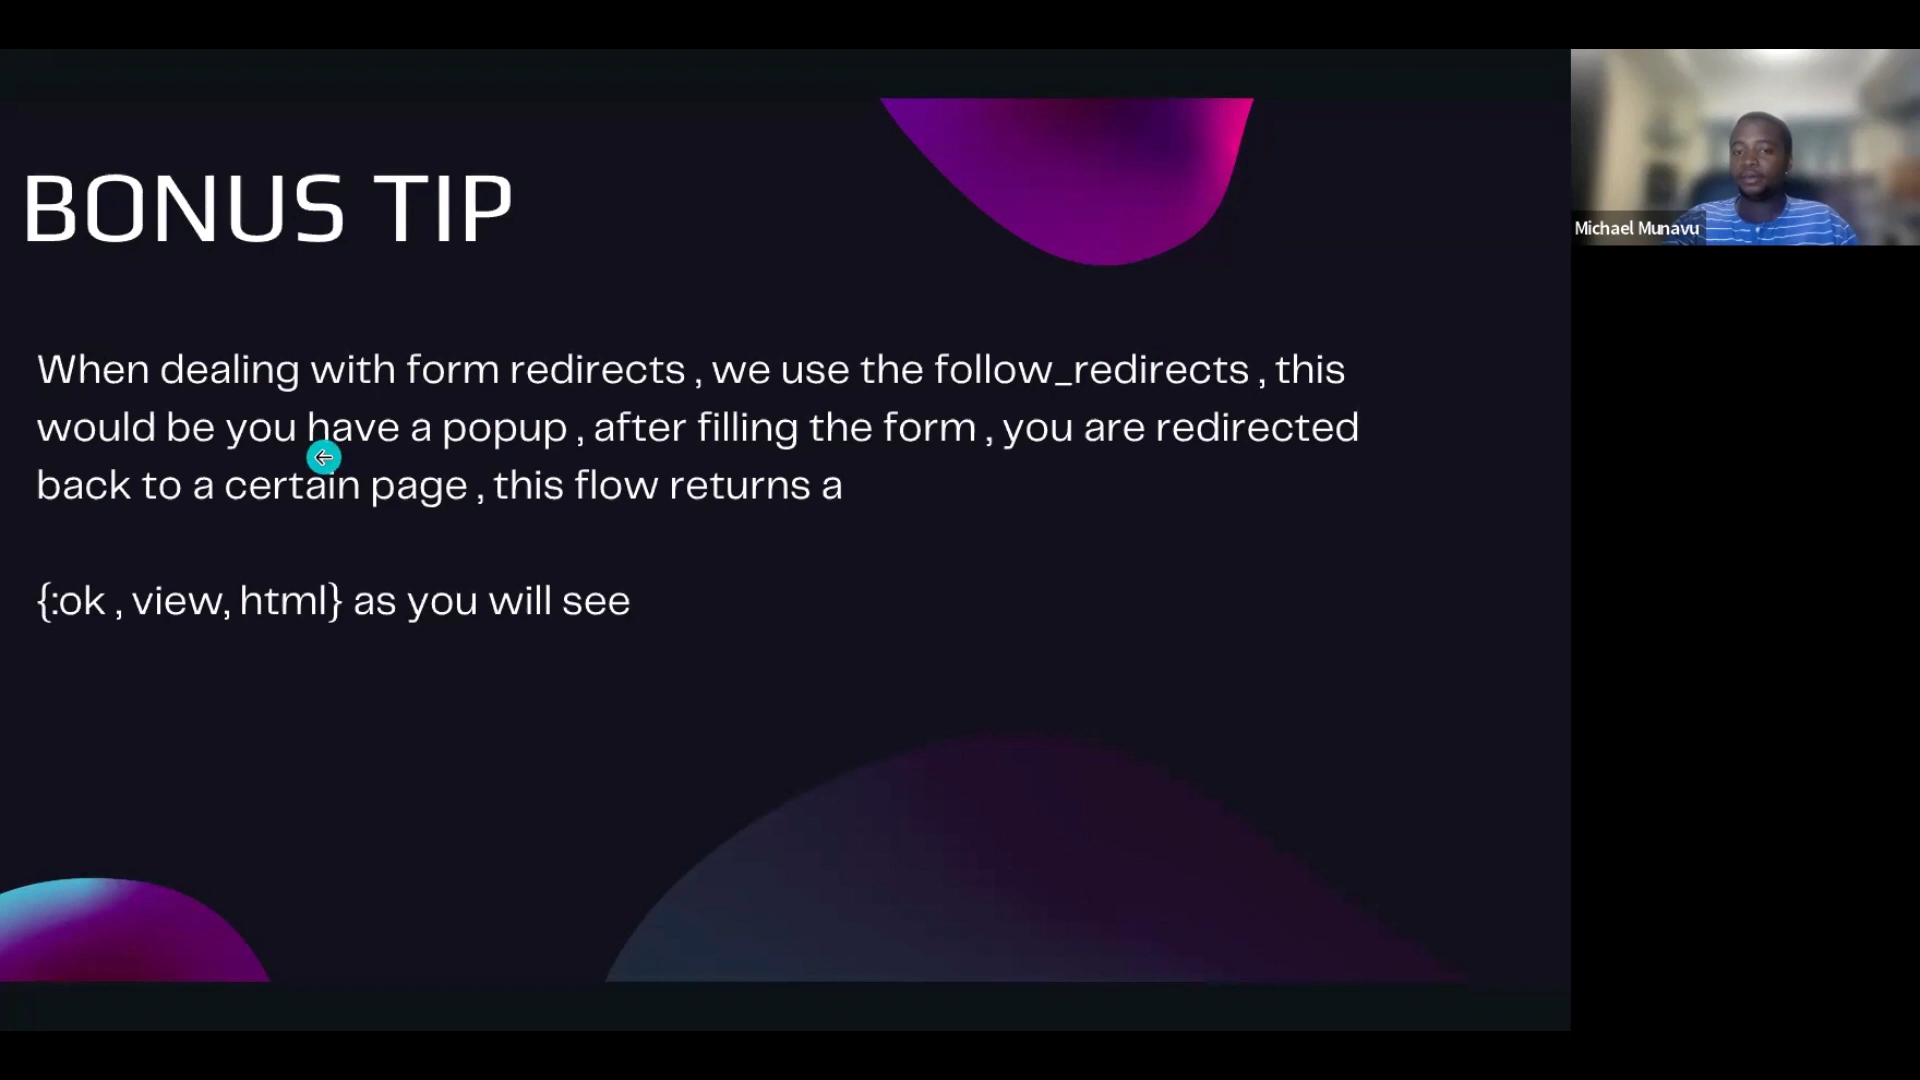 BONUS TIP
When dealing with form redirects , we use the follow_redirects , this
would be you have a popup , after filling the form , you are redirected
back to a certain page , this flow returns a
{:ok , view, html} as you will see
Michael Munavu